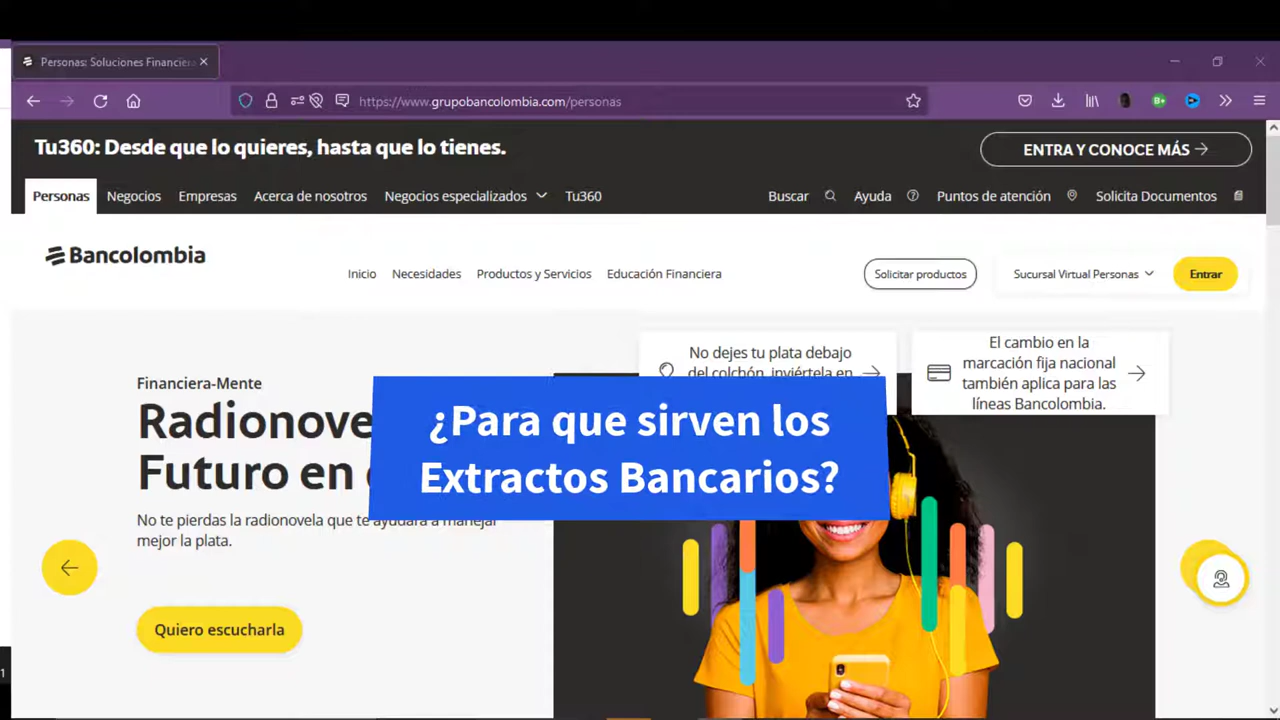 Personas: Soluciones Financier
https://www.grupobancolombia.com/personas
Tu360: Desde que lo quieres, hasta que lo tienes.
ENTRA Y CONOCE MÁS
Personas Negocios Empresas Acerca de nosotros Negocios especializados Tu360 Buscar Ayuda Puntos de atención Solicita Documentos
Bancolombia
Inicio Necesidades Productos y Servicios Educación Financiera Solicitar productos Sucursal Virtual Personas Entrar
No dejes tu plata debajo
del colchón, inviértela en
El cambio en la
marcación fija nacional
también aplica para las
líneas Bancolombia.
Financiera-Mente
Radionove
Futuro en
¿Para que sirven los
Extractos Bancarios?
No te pierdas la radionovela que te ayudará a manejar
mejor la plata.
Quiero escucharla